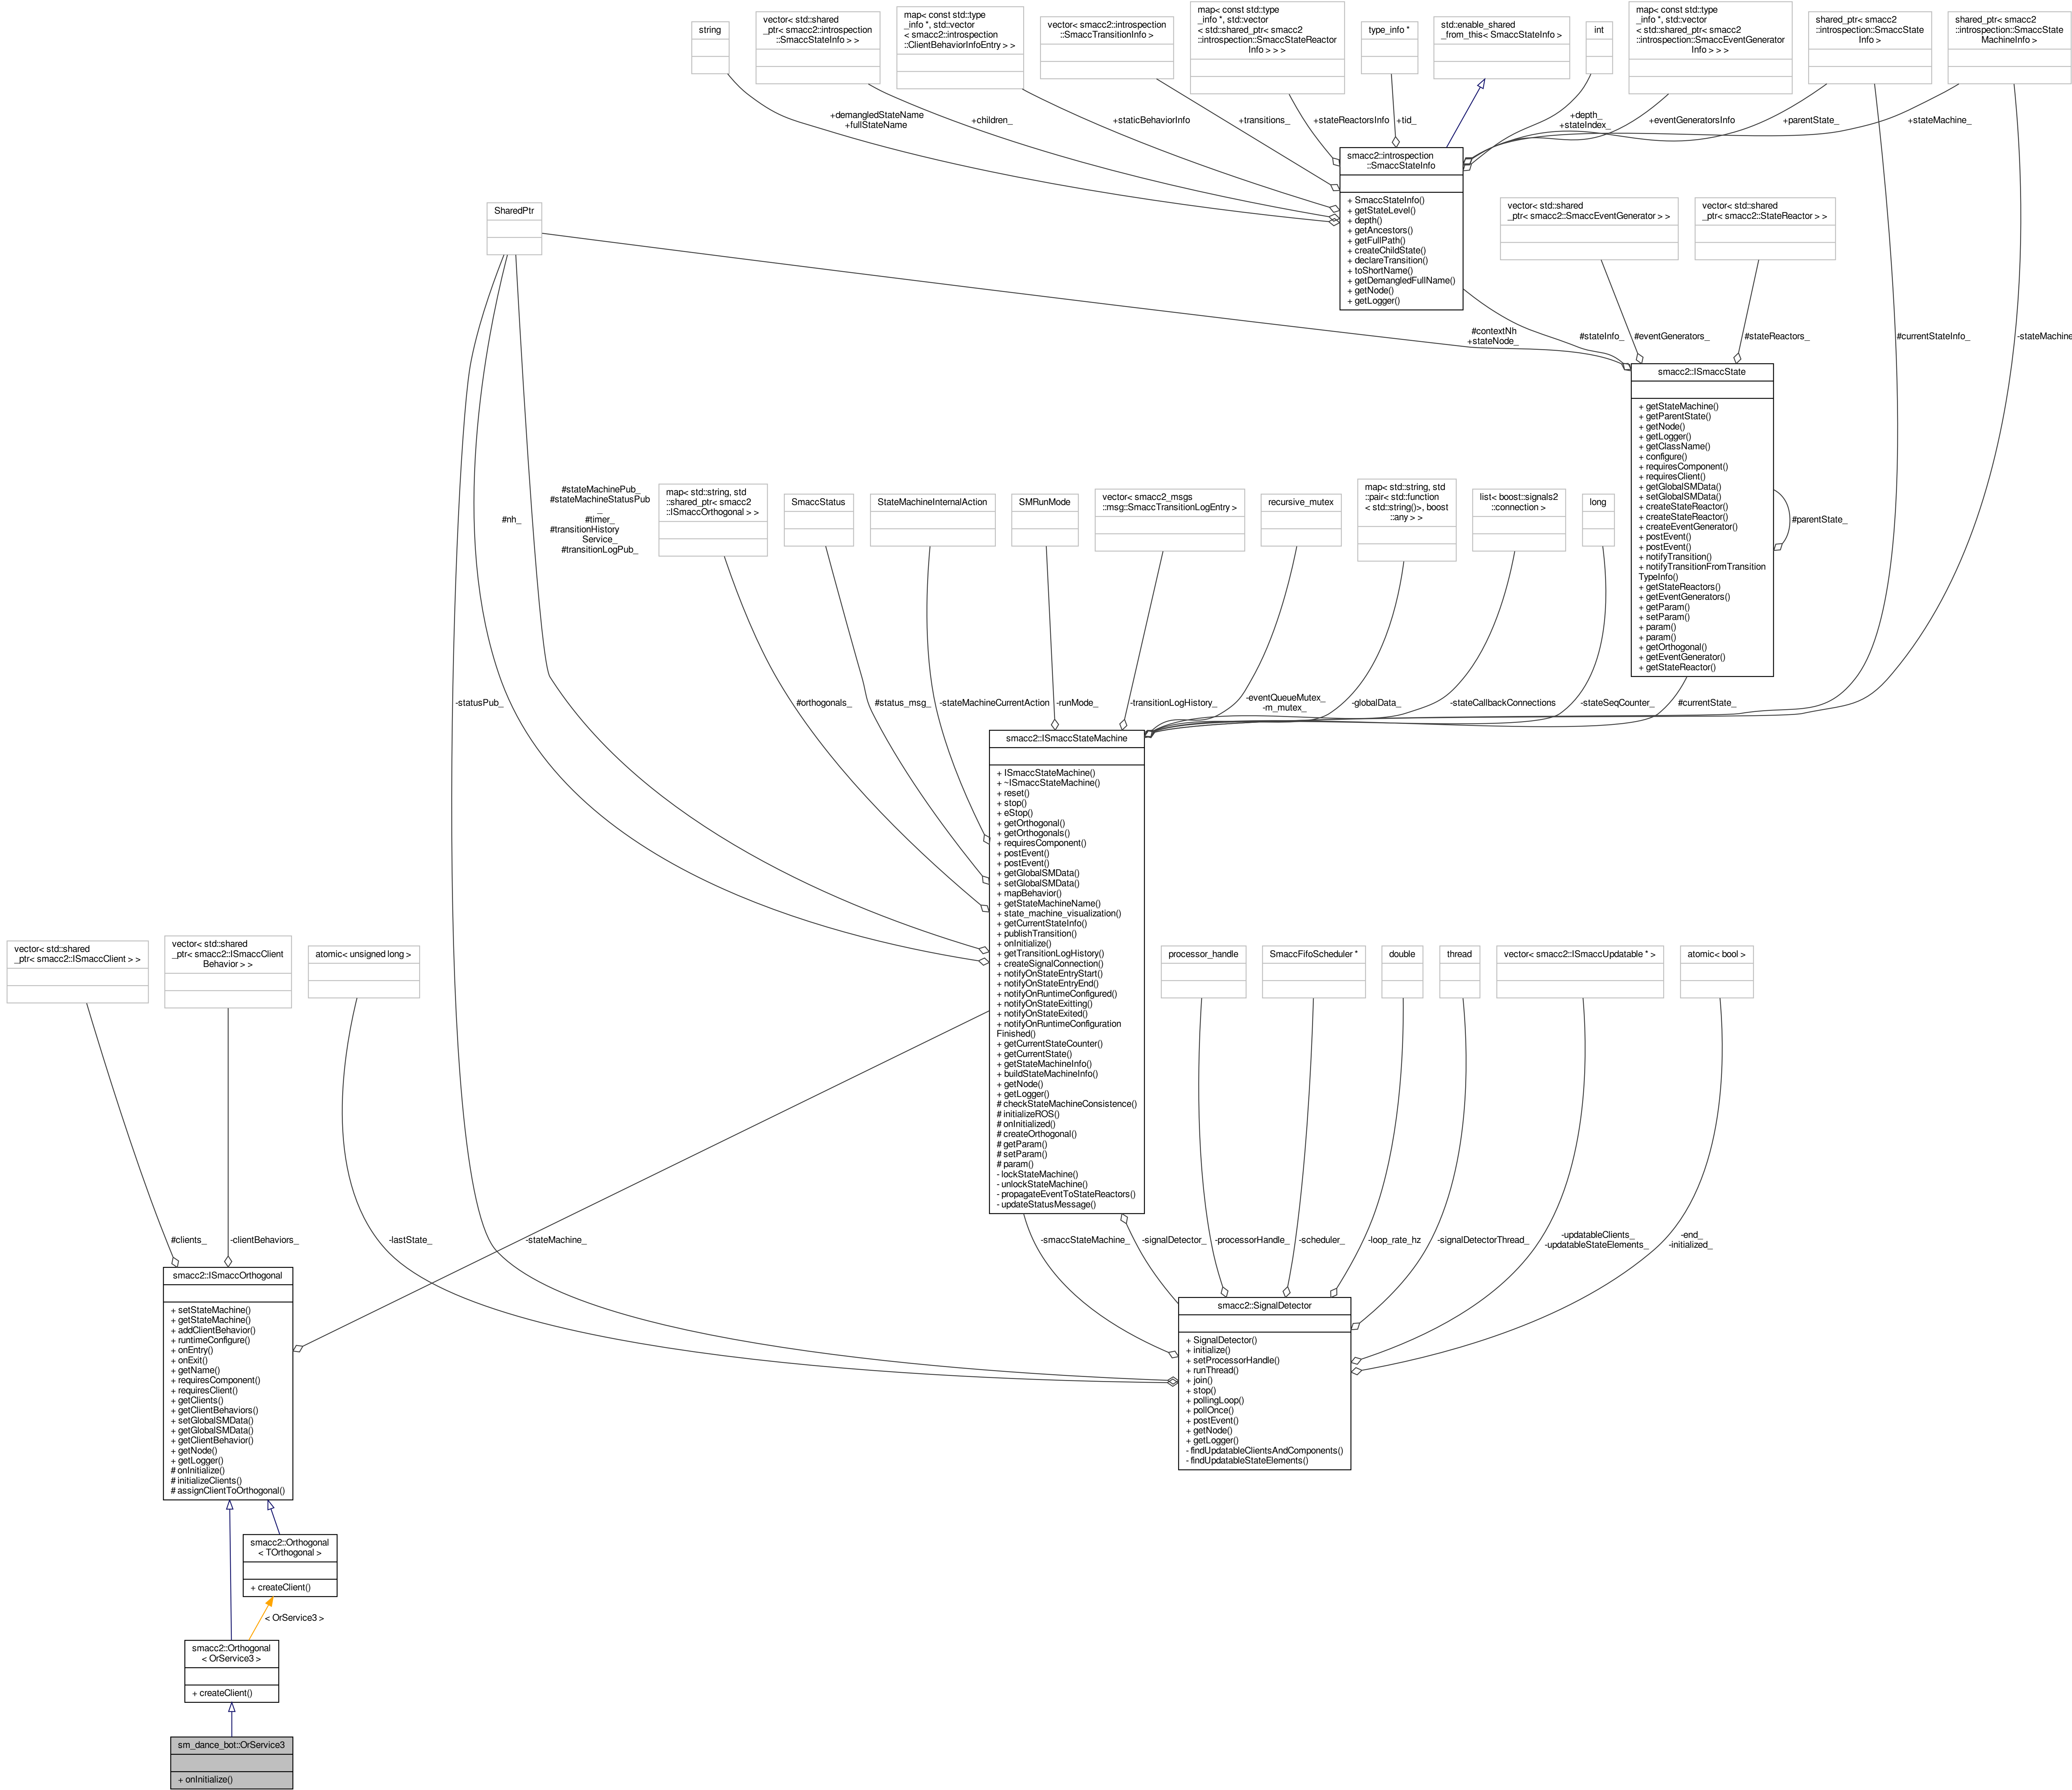 string
vector< std::shared
_ptr< smacc2::introspection
::SmaccStateInfo > >
map< const std::type
_info *, std::vector
< smacc2::introspection
::ClientBehaviorInfoEntry > >
vector< smacc2::introspection
::SmaccTransitionInfo >
map< const std::type
_info *, std::vector
< std::shared_ptr< smacc2
::introspection::SmaccStateReactor
Info > > >
type_info *
std::enable_shared
_from_this< SmaccStateInfo >
int
map< const std::type
_info *, std::vector
< std::shared_ptr< smacc2
::introspection::SmaccEventGenerator
Info > > >
shared_ptr< smacc2
::introspection::SmaccState
Info >
shared_ptr< smacc2
::introspection::SmaccState
MachineInfo >
+demangledStateName
+fullStateName
+children_
+staticBehaviorInfo
+transitions_
+stateReactorsInfo
+tid_
+depth_
+stateIndex_
+eventGeneratorsInfo
+parentState_
+stateMachine_
smacc2::introspection
::SmaccStateInfo
+ SmaccStateInfo()
+ getStateLevel()
+ depth()
+ getAncestors()
+ getFullPath()
+ createChildState()
+ declareTransition()
+ toShortName()
+ getDemangledFullName()
+ getNode()
+ getLogger()
SharedPtr
vector< std::shared
_ptr< smacc2::SmaccEventGenerator > >
vector< std::shared
_ptr< smacc2::StateReactor > >
#contextNh
+stateNode_
#stateInfo_
#eventGenerators_
#stateReactors_
#currentStateInfo_
-stateMachine
smacc2::ISmaccState
+ getStateMachine()
+ getParentState()
+ getNode()
+ getLogger()
+ getClassName()
+ configure()
+ requiresComponent()
+ requiresClient()
+ getGlobalSMData()
+ setGlobalSMData()
+ createStateReactor()
+ createStateReactor()
+ createEventGenerator()
+ postEvent()
+ postEvent()
+ notifyTransition()
+ notifyTransitionFromTransition
TypeInfo()
+ getStateReactors()
+ getEventGenerators()
+ getParam()
+ setParam()
+ param()
+ param()
+ getOrthogonal()
+ getEventGenerator()
+ getStateReactor()
#parentState_
#nh_
#stateMachinePub_
#stateMachineStatusPub
_
#timer_
#transitionHistory
Service_
#transitionLogPub_
map< std::string, std
::shared_ptr< smacc2
::ISmaccOrthogonal > >
SmaccStatus
StateMachineInternalAction
SMRunMode
vector< smacc2_msgs
::msg::SmaccTransitionLogEntry >
recursive_mutex
map< std::string, std
::pair< std::function
< std::string()>, boost
::any > >
list< boost::signals2
::connection >
long
-statusPub_
#orthogonals_
#status_msg_
-stateMachineCurrentAction
-runMode_
-transitionLogHistory_
-eventQueueMutex_
-m_mutex_
-globalData_
-stateCallbackConnections
-stateSeqCounter_
#currentState_
smacc2::ISmaccStateMachine
+ ISmaccStateMachine()
+ ~ISmaccStateMachine()
+ reset()
+ stop()
+ eStop()
+ getOrthogonal()
+ getOrthogonals()
+ requiresComponent()
+ postEvent()
+ postEvent()
+ getGlobalSMData()
+ setGlobalSMData()
+ mapBehavior()
+ getStateMachineName()
+ state_machine_visualization()
+ getCurrentStateInfo()
+ publishTransition()
+ onInitialize()
+ getTransitionLogHistory()
+ createSignalConnection()
+ notifyOnStateEntryStart()
+ notifyOnStateEntryEnd()
+ notifyOnRuntimeConfigured()
+ notifyOnStateExitting()
+ notifyOnStateExited()
+ notifyOnRuntimeConfiguration
Finished()
+ getCurrentStateCounter()
+ getCurrentState()
+ getStateMachineInfo()
+ buildStateMachineInfo()
+ getNode()
+ getLogger()
# checkStateMachineConsistence()
# initializeROS()
# onInitialized()
# createOrthogonal()
# getParam()
# setParam()
# param()
- lockStateMachine()
- unlockStateMachine()
- propagateEventToStateReactors()
- updateStatusMessage()
vector< std::shared
_ptr< smacc2::ISmaccClient > >
vector< std::shared
_ptr< smacc2::ISmaccClient
Behavior > >
atomic< unsigned long >
processor_handle
SmaccFifoScheduler *
double
thread
vector< smacc2::ISmaccUpdatable * >
atomic< bool >
#clients_
-clientBehaviors_
-lastState_
-stateMachine_
-smaccStateMachine_
-signalDetector_
-processorHandle_
-scheduler_
-loop_rate_hz
-signalDetectorThread_
-updatableClients_
-updatableStateElements_
-end_
-initialized_
smacc2::ISmaccOrthogonal
+ setStateMachine()
+ getStateMachine()
+ addClientBehavior()
+ runtimeConfigure()
+ onEntry()
+ onExit()
+ getName()
+ requiresComponent()
+ requiresClient()
+ getClients()
+ getClientBehaviors()
+ setGlobalSMData()
+ getGlobalSMData()
+ getClientBehavior()
+ getNode()
+ getLogger()
# onInitialize()
# initializeClients()
# assignClientToOrthogonal()
smacc2::SignalDetector
+ SignalDetector()
+ initialize()
+ setProcessorHandle()
+ runThread()
+ join()
+ stop()
+ pollingLoop()
+ pollOnce()
+ postEvent()
+ getNode()
+ getLogger()
- findUpdatableClientsAndComponents()
- findUpdatableStateElements()
smacc2::Orthogonal
< TOrthogonal >
+ createClient()
< OrService3 >
smacc2::Orthogonal
< OrService3 >
+ createClient()
sm_dance_bot::OrService3
+ onInitialize()